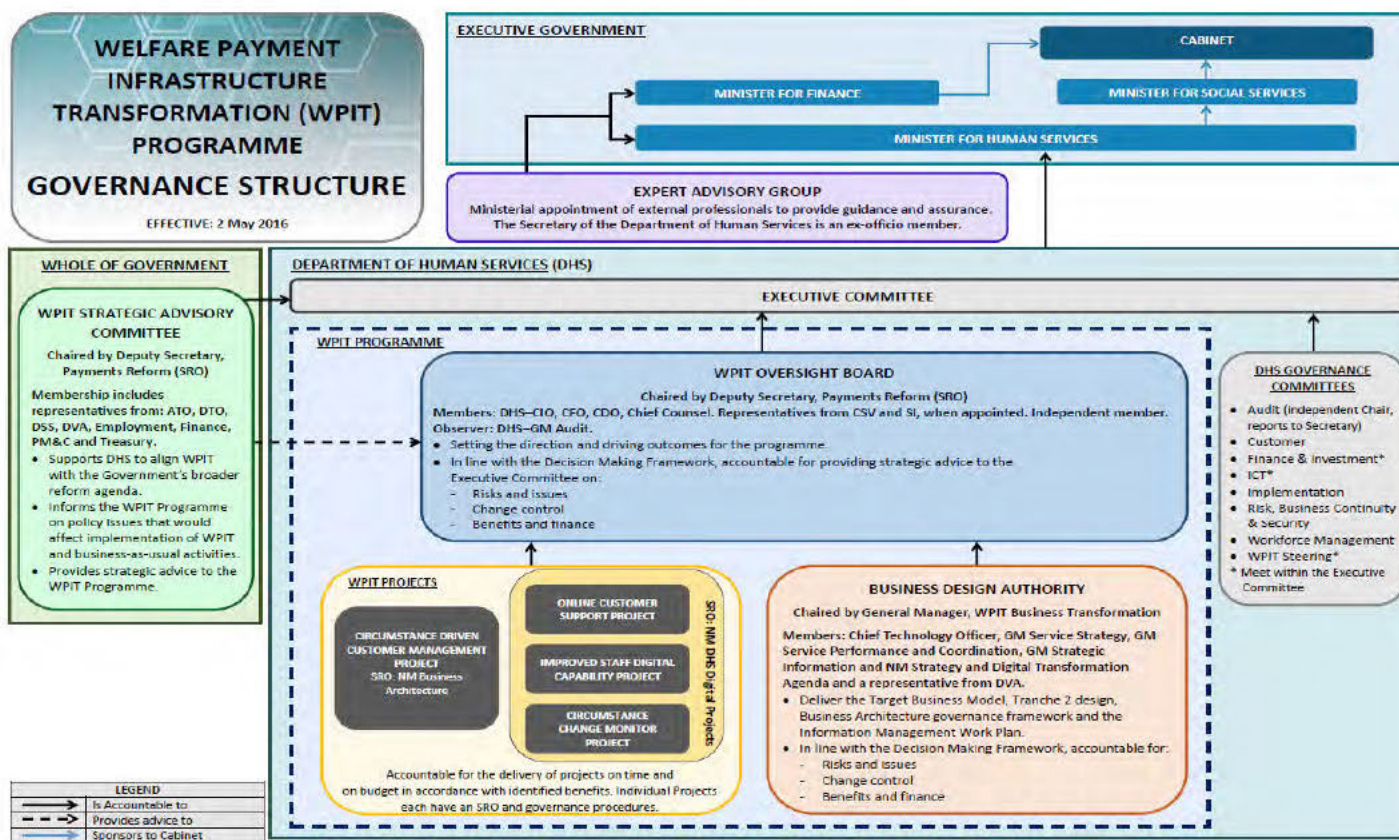 WELFARE PAYMENT
INFRASTRUCTURE
TRANSFORMATION (WPIT)
PROGRAMME
GOVERNANCE STRUCTURE
EFFECTIVE: 2 May 2016
EXECUTIVE GOVERNMENT
CABINET
MINISTER FOR FINANCE
MINISTER FOR SOCIAL SERVICES
MINISTER FOR HUMAN SERVICES
EXPERT ADVISORY GROUP
Ministerial appointment of external professionals to provide guidance and assurance.
The Secretary of the Department of Human Services is an ex-officio member.
WHOLE OF GOVERNMENT
WPIT STRATEGIC ADVISORY
COMMITTEE
Chaired by Deputy Secretary,
Payments Reform (SRO)
Membership includes
representatives from: ATO, DTO,
DSS, DVA, Employment, Finance,
PM&C and Treasury.
• Supports DHS to align WPIT
with the Government's broader
reform agenda.
• Informs the WPIT Programme
on policy issues that would
affect implementation of WPIT
and business-as-usual activities.
• Provides strategic advice to the
WPIT Programme.
DEPARTMENT OF HUMAN SERVICES (DHS)
EXECUTIVE COMMITTEE
WPIT PROGRAMME
WPIT OVERSIGHT BOARD
Chaired by Deputy Secretary, Payments Reform (SRO)
Members: DHS–CIO, CFO, CDO, Chief Counsel. Representatives from CSV and SI, when appointed. Independent member.
Observer: DHS–GM Audit.
• Setting the direction and driving outcomes for the programme
• In line with the Decision Making Framework, accountable for providing strategic advice to the
Executive Committee on:
- Risks and issues
- Change control
- Benefits and finance
DHS GOVERNANCE
COMMITTEES
• Audit (Independent Chair,
reports to Secretary)
• Customer
• Finance & Investment*
• ICT*
• Implementation
• Risk, Business Continuity
& Security
• Workforce Management
• WPIT Steering*
* Meet within the Executive
Committee
WPIT PROJECTS
CIRCUMSTANCE DRIVEN
CUSTOMER MANAGEMENT
PROJECT
SRO: NM Business
Architecture
ONLINE CUSTOMER
SUPPORT PROJECT
IMPROVED STAFF DIGITAL
CAPABILITY PROJECT
CIRCUMSTANCE
CHANGE MONITOR
PROJECT
SRO: NM DHS Digital Projects
Accountable for the delivery of projects on time and
on budget in accordance with identified benefits. Individual Projects
each have an SRO and governance procedures.
BUSINESS DESIGN AUTHORITY
Chaired by General Manager, WPIT Business Transformation
Members: Chief Technology Officer, GM Service Strategy, GM
Service Performance and Coordination, GM Strategic
Information and NM Strategy and Digital Transformation
Agenda and a representative from DVA.
• Deliver the Target Business Model, Tranche 2 design,
Business Architecture governance framework and the
Information Management Work Plan.
• In line with the Decision Making Framework, accountable for:
- Risks and issues
- Change control
- Benefits and finance
LEGEND
Is Accountable to
Provides advice to
Sponsors to Cabinet